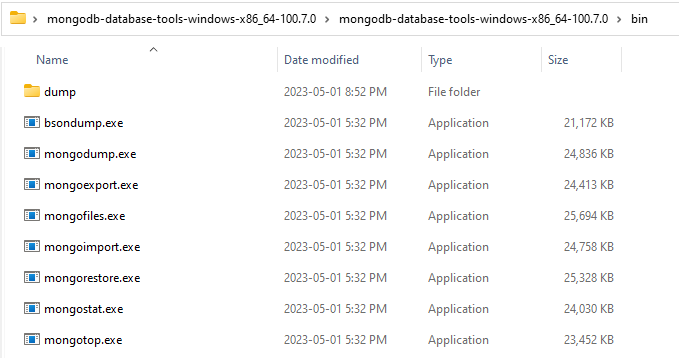 mongodb-database-tools-windows-x86_64-100.7.0 > mongodb-database-tools-windows-x86_64-100.7.0 > bin
Name Date modified Type Size
dump 2023-05-01 8:52 PM File folder
bsondump.exe 2023-05-01 5:32 PM Application 21,172 KB
mongodump.exe 2023-05-01 5:32 PM Application 24,836 KB
mongoexport.exe 2023-05-01 5:32 PM Application 24,413 KB
mongofiles.exe 2023-05-01 5:32 PM Application 25,694 KB
mongoimport.exe 2023-05-01 5:32 PM Application 24,758 KB
mongorestore.exe 2023-05-01 5:32 PM Application 25,328 KB
mongostat.exe 2023-05-01 5:32 PM Application 24,030 KB
mongotop.exe 2023-05-01 5:32 PM Application 23,452 KB